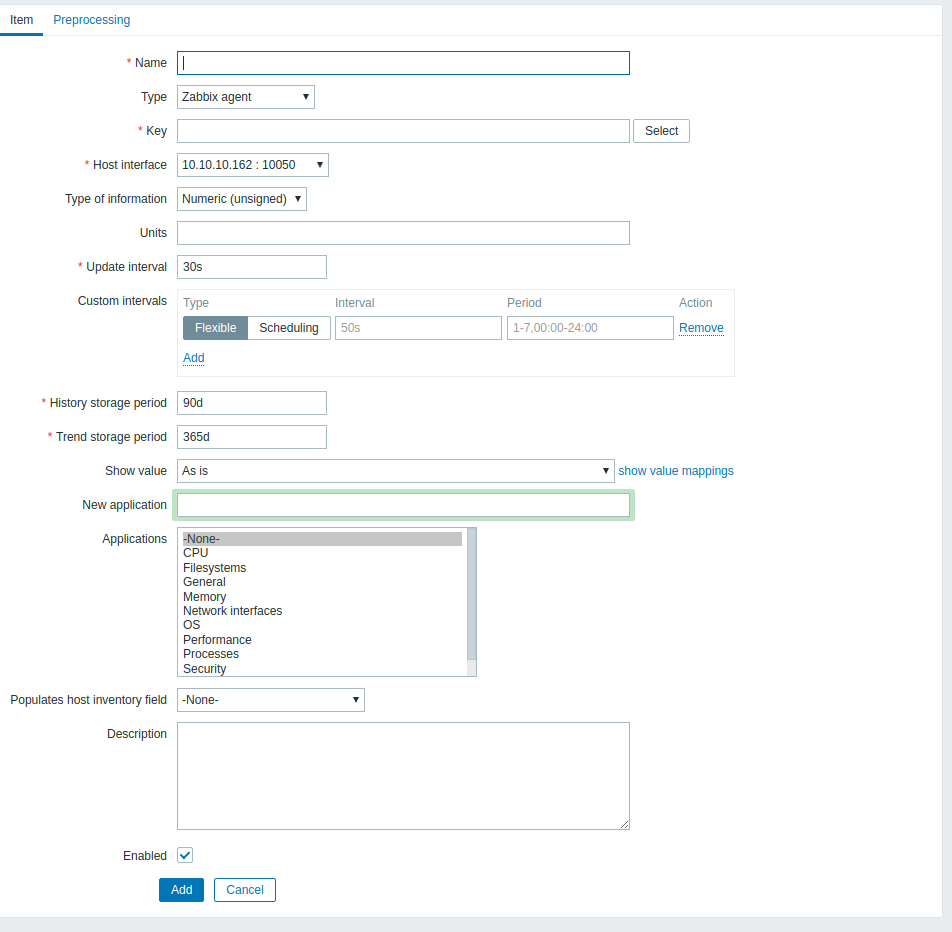 Item Preprocessing
* Name
Type Zabbix agent
* Key Select
* Host interface 10.10.10.162 : 10050
Type of information Numeric (unsigned)
Units
* Update interval 30s
Custom intervals Type Interval Period Action
Flexible Scheduling 50s 1-7,00:00-24:00 Remove
Add
* History storage period 90d
* Trend storage period 365d
Show value As is show value mappings
New application
Applications -None-
CPU
Filesystems
General
Memory
Network interfaces
OS
Performance
Processes
Security
Populates host inventory field -None-
Description
Enabled
Add Cancel